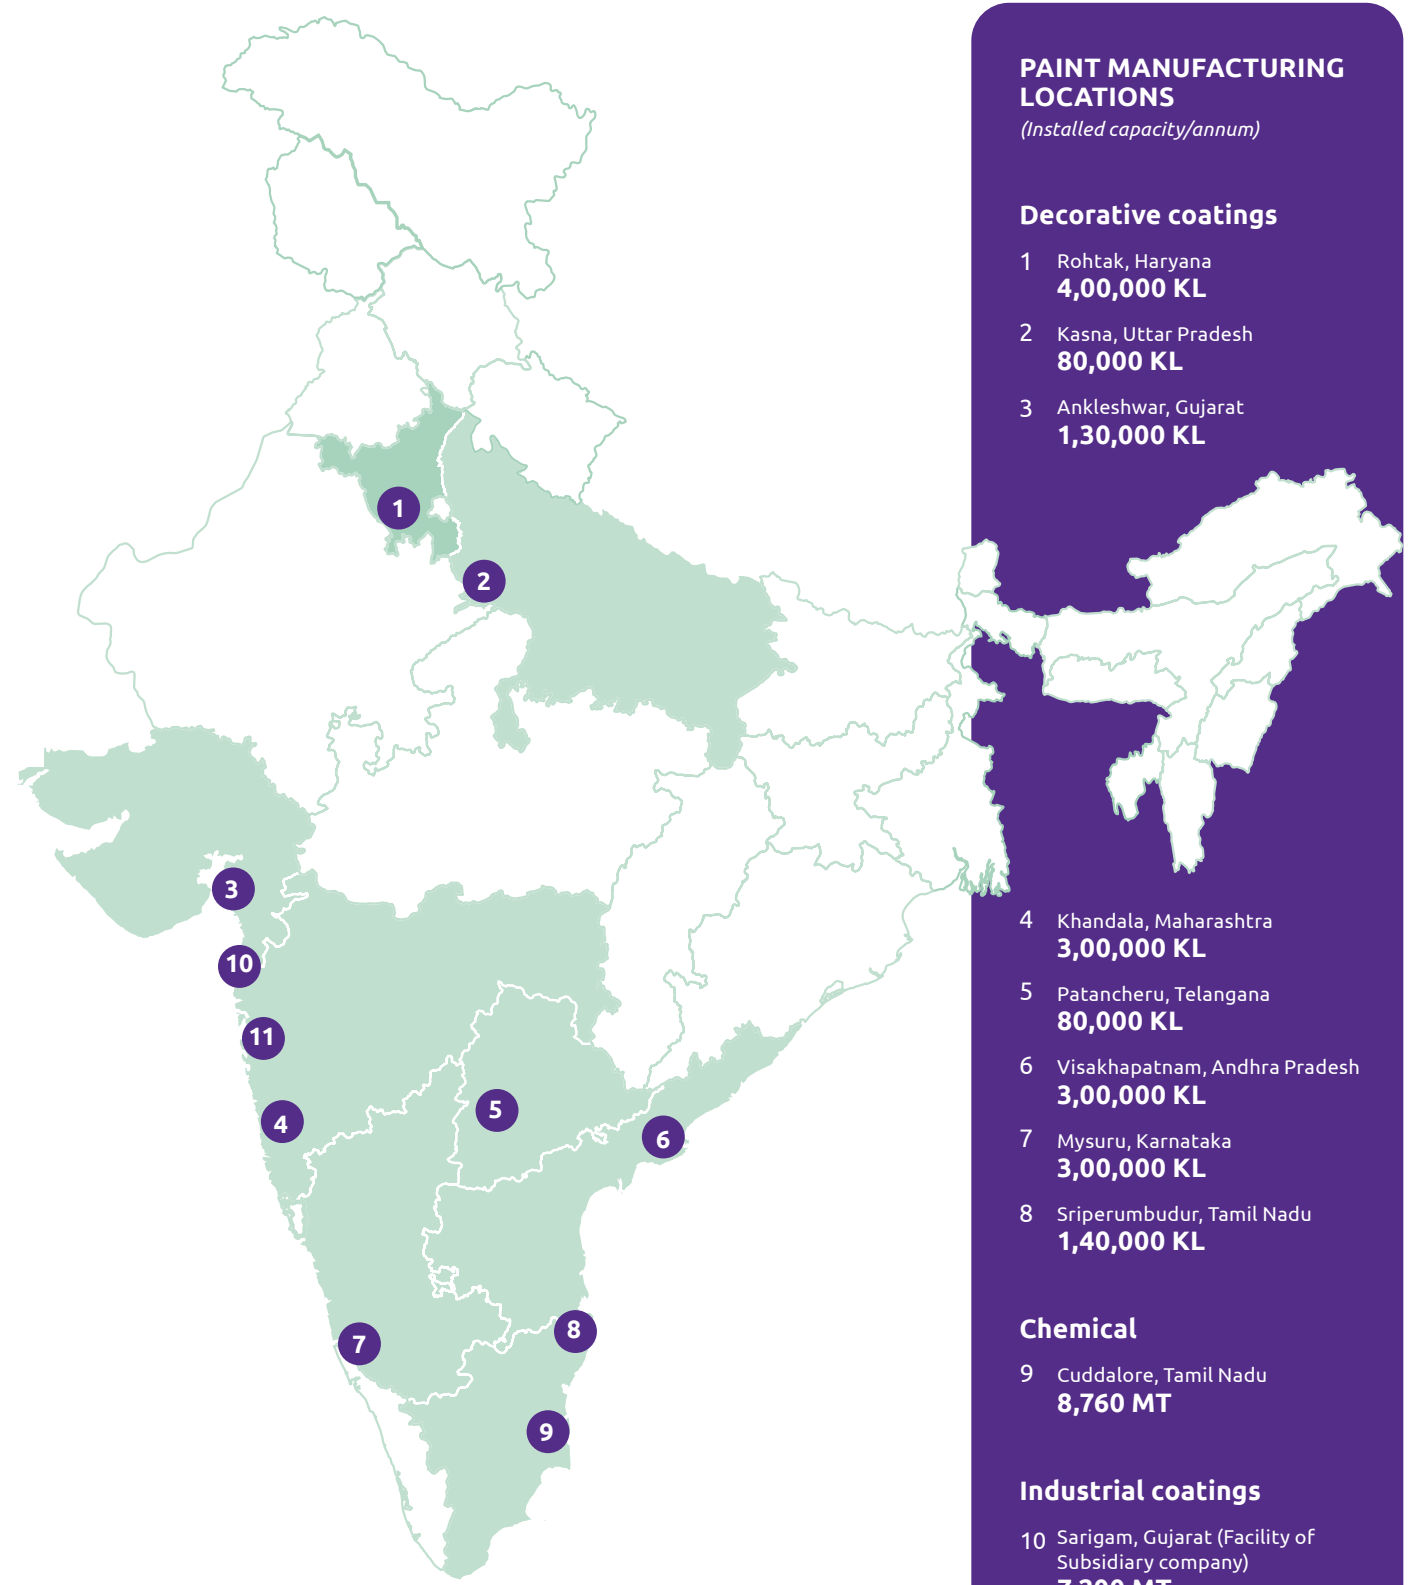 PAINT MANUFACTURING
LOCATIONS
(Installed capacity/annum)
Decorative coatings
1 Rohtak, Haryana
4,00,000 KL
2 Kasna, Uttar Pradesh
80,000 KL
3 Ankleshwar, Gujarat
1,30,000 KL
4 Khandala, Maharashtra
3,00,000 KL
5 Patancheru, Telangana
80,000 KL
6 Visakhapatnam, Andhra Pradesh
3,00,000 KL
7 Mysuru, Karnataka
3,00,000 KL
8 Sriperumbudur, Tamil Nadu
1,40,000 KL
Chemical
9 Cuddalore, Tamil Nadu
8,760 MT
Industrial coatings
10 Sarigam, Gujarat (Facility of
Subsidiary company)
1
2
3
10
11
4
5
6
7
8
9